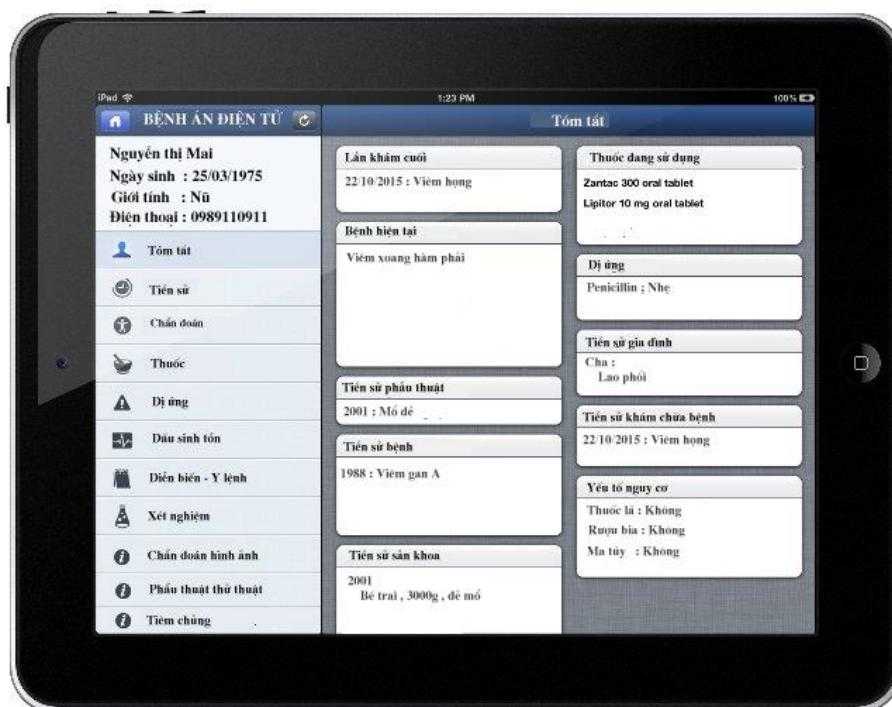 iPad
1:23 PM
100%
BỆNH ÁN ĐIỆN TỬ
Tóm tắt
Nguyễn thị Mai
Ngày sinh : 25/03/1975
Giới tính : Nữ
Điện thoại : 0989110911
Tóm tắt
Tiền sử
Chẩn đoán
Thuốc
Dị ứng
Dấu sinh tồn
Diễn biến - Y lệnh
Xét nghiệm
Chẩn đoán hình ảnh
Phẩu thuật thủ thuật
Tiêm chủng
Lần khám cuối
22/10/2015 : Viêm họng
Bệnh hiện tại
Viêm xoang hàm phải
Tiền sử phẩu thuật
2001 : Mổ đẻ
Tiền sử bệnh
1988 : Viêm gan A
Tiền sử sản khoa
2001
Bé trai , 3000g , đẻ mổ
Thuốc đang sử dụng
Zantac 300 oral tablet
Lipitor 10 mg oral tablet
Dị ứng
Penicillin ; Nhẹ
Tiền sử gia đình
Cha :
Lao phổi
Tiền sử khám chữa bệnh
22/10/2015 : Viêm họng
Yếu tố nguy cơ
Thuốc lá : Không
Rượu bia : Không
Ma túy : Không